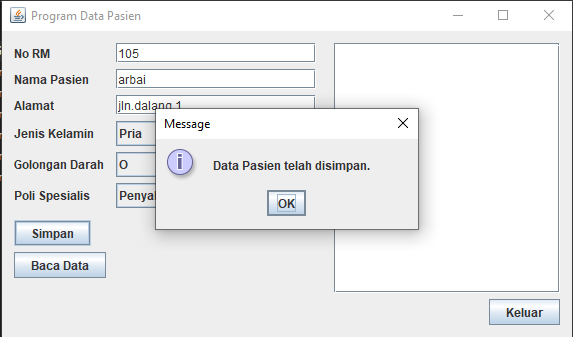 Program Data Pasien
No RM 105
Nama Pasien arbai
Alamat jln.dalang 1
Jenis Kelamin Pria
Golongan Darah O
Poli Spesialis
Message
Data Pasien telah disimpan.
OK
Simpan
Baca Data
Keluar